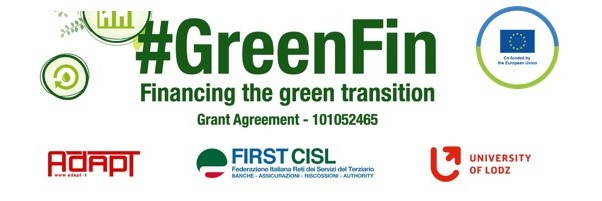 #GreenFin
Financing the green transition
Grant Agreement - 101052465
Co-funded by
the European Union
ADAPT
www.adapt.it
FIRST CISL
Federazione Italiana Reti dei Servizi del Terziario
BANCHE - ASSICURAZIONI - RISCOSSIONI - AUTHORITY
UNIVERSITY
OF LODZ